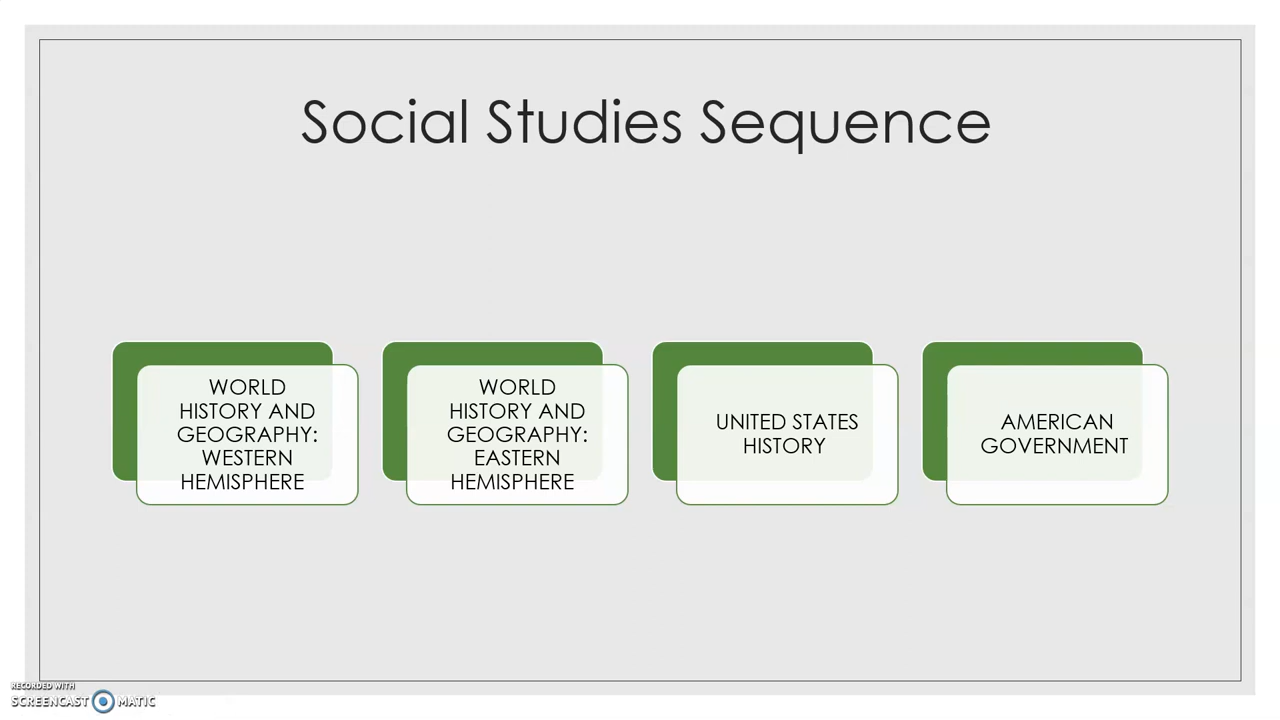 Social Studies Sequence
WORLD
HISTORY AND
GEOGRAPHY:
WESTERN
HEMISPHERE
WORLD
HISTORY AND
GEOGRAPHY:
EASTERN
HEMISPHERE
UNITED STATES
HISTORY
AMERICAN
GOVERNMENT
RECORDED WITH
SCREENCAST MATIC